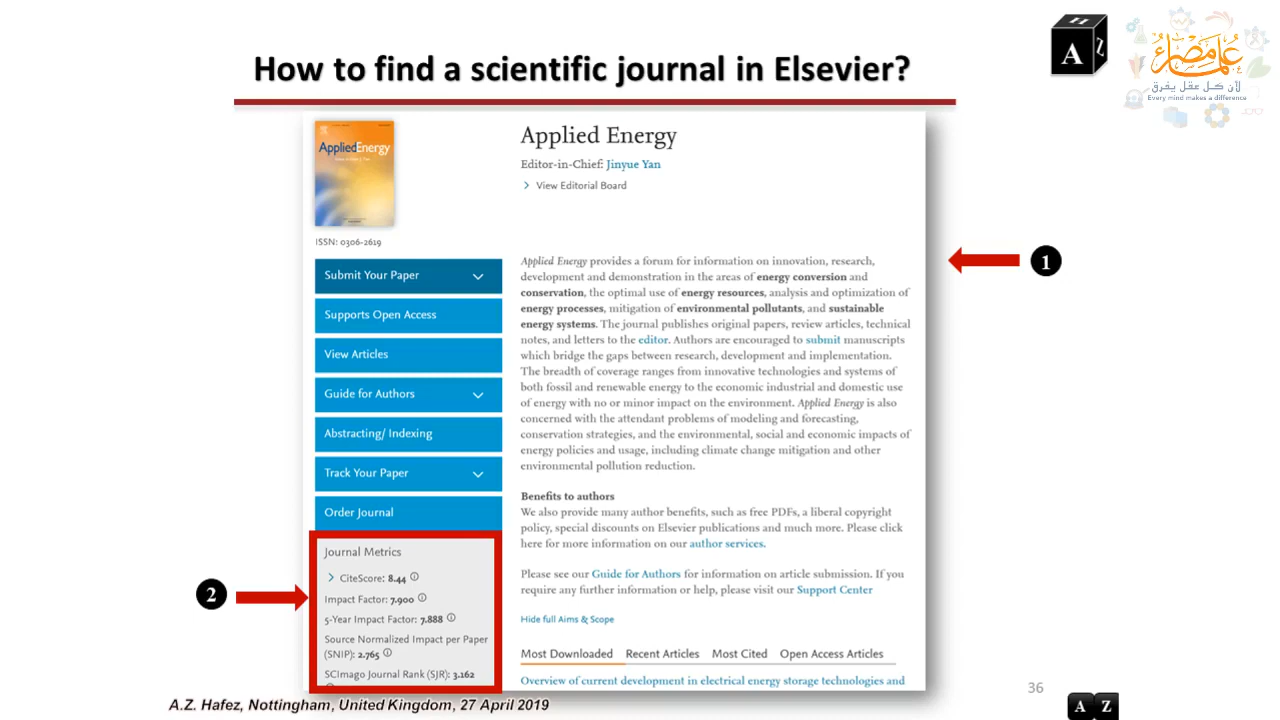 How to find a scientific journal in Elsevier?
H
A
Z
علماء مصر
لأن كل عقل يفرق
Every mind makes a difference
AppliedEnergy
ISSN: 0306-2619
Submit Your Paper
Supports Open Access
View Articles
Guide for Authors
Abstracting/ Indexing
Track Your Paper
Order Journal
Journal Metrics
CiteScore: 8.44
Impact Factor: 7.900
5-Year Impact Factor: 7.888
Source Normalized Impact per Paper
(SNIP): 2.765
SCImago Journal Rank (SJR): 3.162
2
Applied Energy
Editor-in-Chief: Jinyue Yan
View Editorial Board
Applied Energy provides a forum for information on innovation, research,
development and demonstration in the areas of energy conversion and
conservation, the optimal use of energy resources, analysis and optimization of
energy processes, mitigation of environmental pollutants, and sustainable
energy systems. The journal publishes original papers, review articles, technical
notes, and letters to the editor. Authors are encouraged to submit manuscripts
which bridge the gaps between research, development and implementation.
The breadth of coverage ranges from innovative technologies and systems of
both fossil and renewable energy to the economic industrial and domestic use
of energy with no or minor impact on the environment. Applied Energy is also
concerned with the attendant problems of modeling and forecasting,
conservation strategies, and the environmental, social and economic impacts of
energy policies and usage, including climate change mitigation and other
environmental pollution reduction.
Benefits to authors
We also provide many author benefits, such as free PDFs, a liberal copyright
policy, special discounts on Elsevier publications and much more. Please click
here for more information on our author services.
Please see our Guide for Authors for information on article submission. If you
require any further information or help, please visit our Support Center
Hide full Aims & Scope
Most Downloaded Recent Articles Most Cited Open Access Articles
Overview of current development in electrical energy storage technologies and
1
36
A.Z. Hafez, Nottingham, United Kingdom, 27 April 2019
A Z